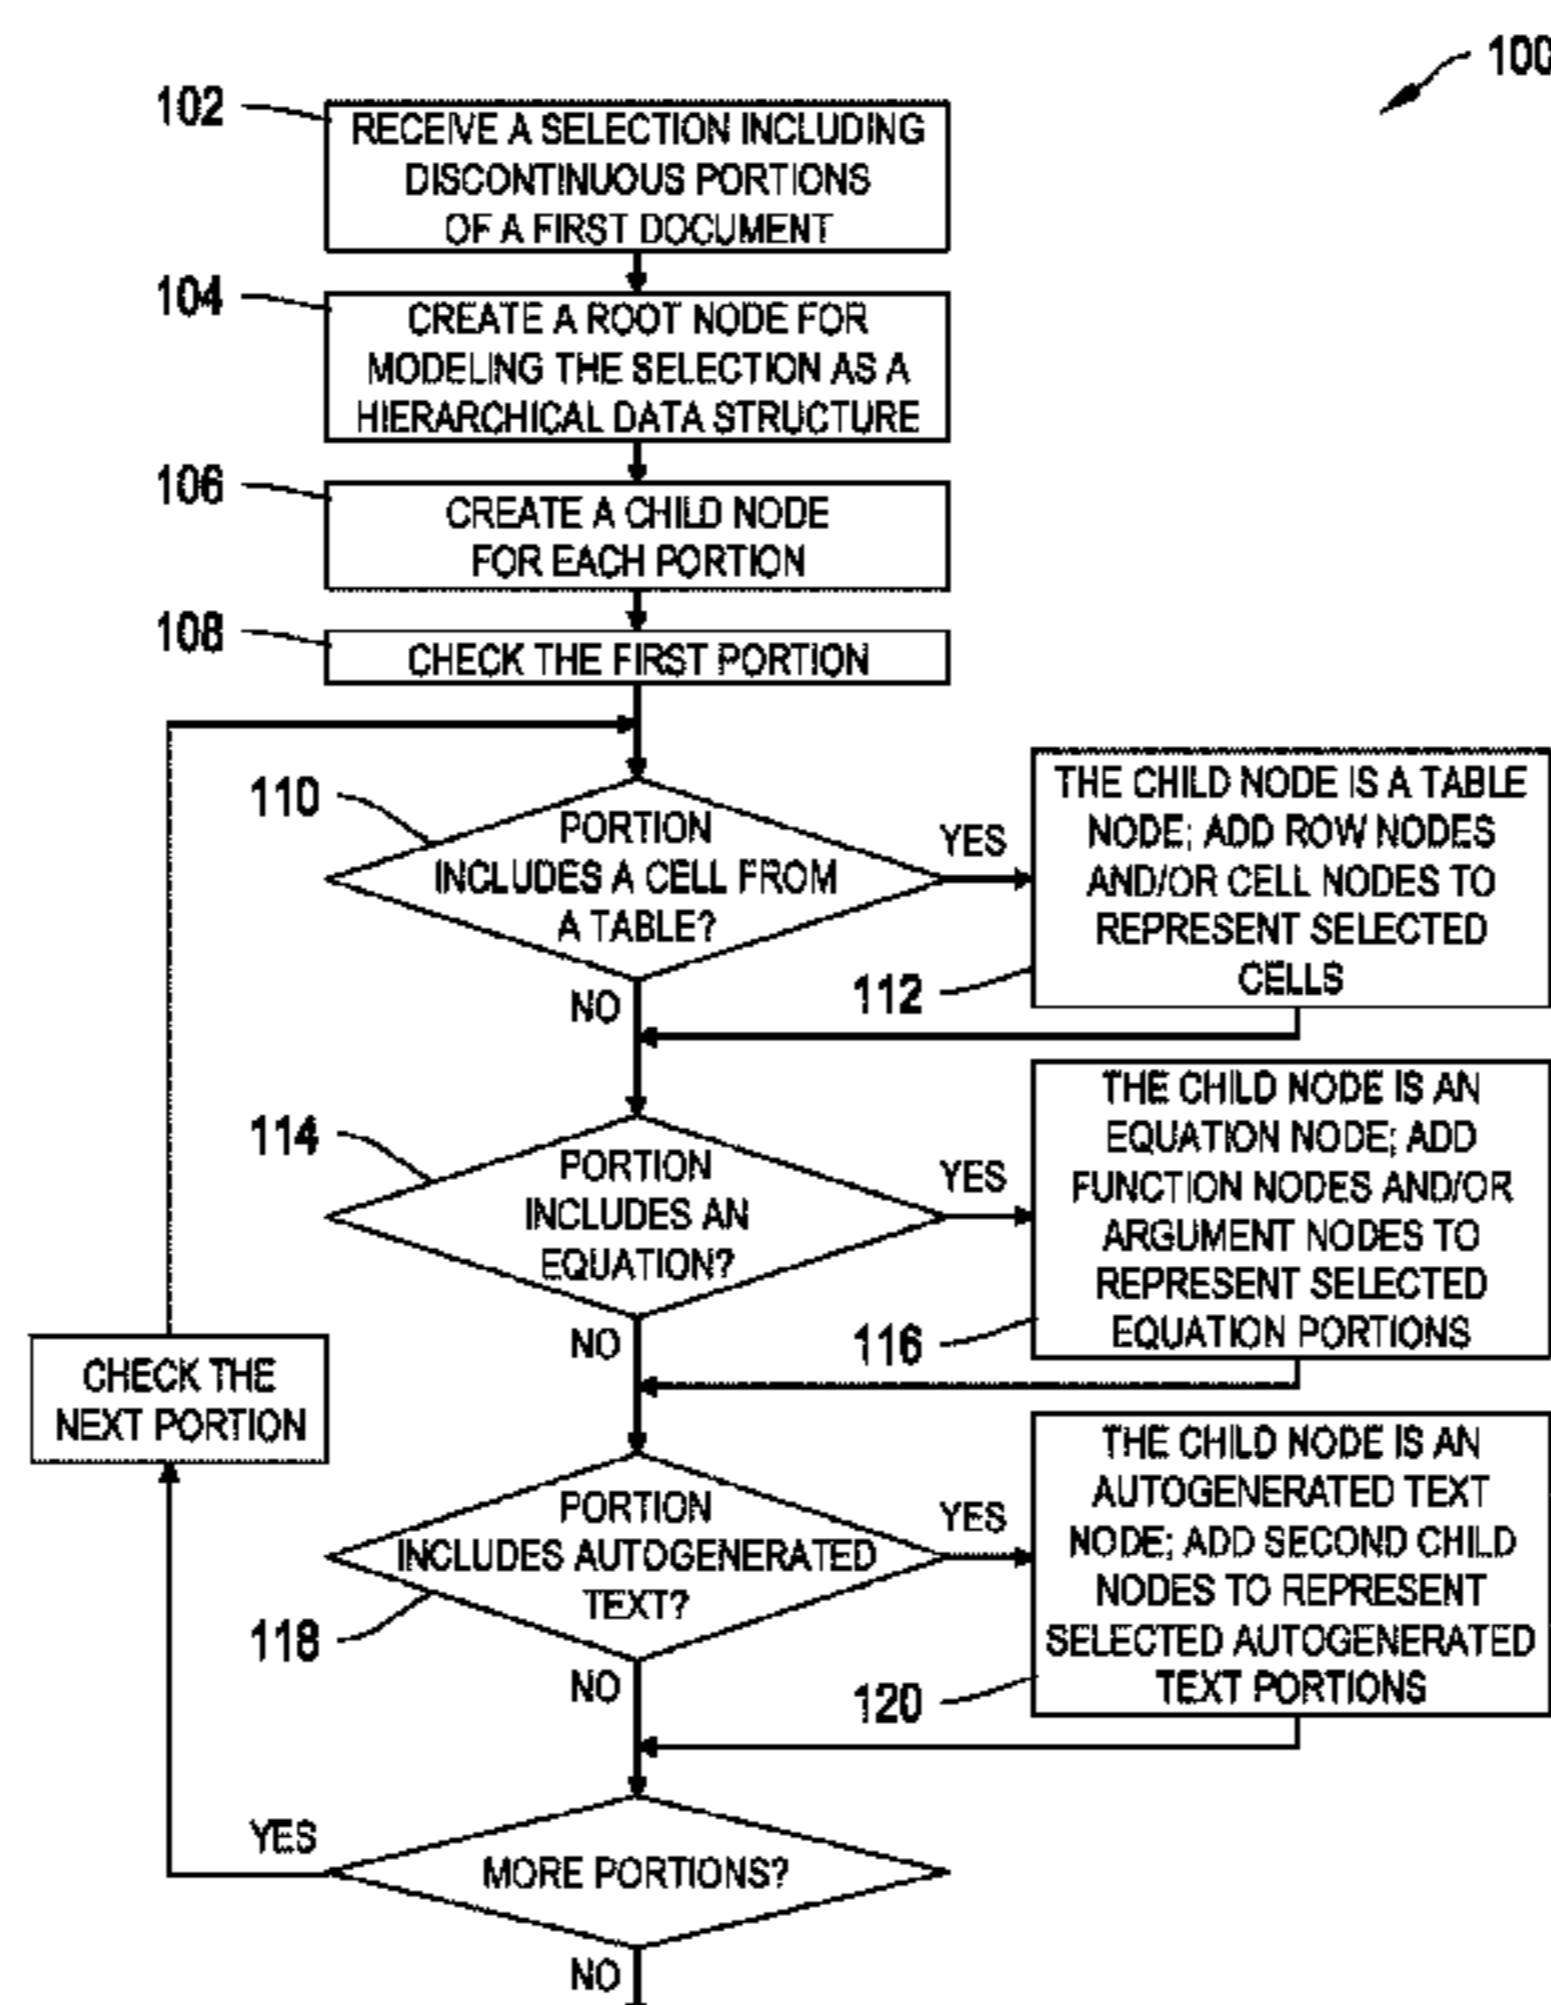 100
102
RECEIVE A SELECTION INCLUDING
DISCONTINUOUS PORTIONS
OF A FIRST DOCUMENT
104
CREATE A ROOT NODE FOR
MODELING THE SELECTION AS A
HIERARCHICAL DATA STRUCTURE
106
CREATE A CHILD NODE
FOR EACH PORTION
108
CHECK THE FIRST PORTION
110
PORTION
INCLUDES A CELL FROM
A TABLE?
YES
NO
THE CHILD NODE IS A TABLE
NODE; ADD ROW NODES
AND/OR CELL NODES TO
REPRESENT SELECTED
CELLS
112
114
PORTION
INCLUDES AN
EQUATION?
YES
NO
THE CHILD NODE IS AN
EQUATION NODE; ADD
FUNCTION NODES AND/OR
ARGUMENT NODES TO
REPRESENT SELECTED
EQUATION PORTIONS
116
CHECK THE
NEXT PORTION
PORTION
INCLUDES AUTOGENERATED
TEXT?
118
YES
NO
THE CHILD NODE IS AN
AUTOGENERATED TEXT
NODE; ADD SECOND CHILD
NODES TO REPRESENT
SELECTED AUTOGENERATED
TEXT PORTIONS
120
YES
MORE PORTIONS?
NO